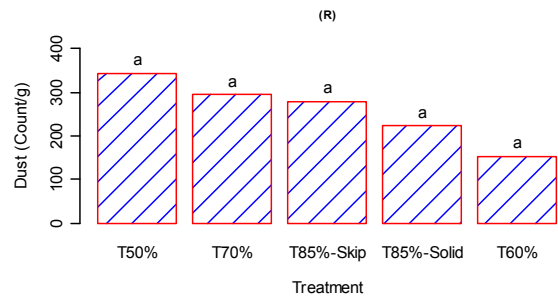 (R)
Dust (Count/g)
400
300
200
100
0
a
a
a
a
a
T50%
T70%
T85%-Skip
T85%-Solid
T60%
Treatment